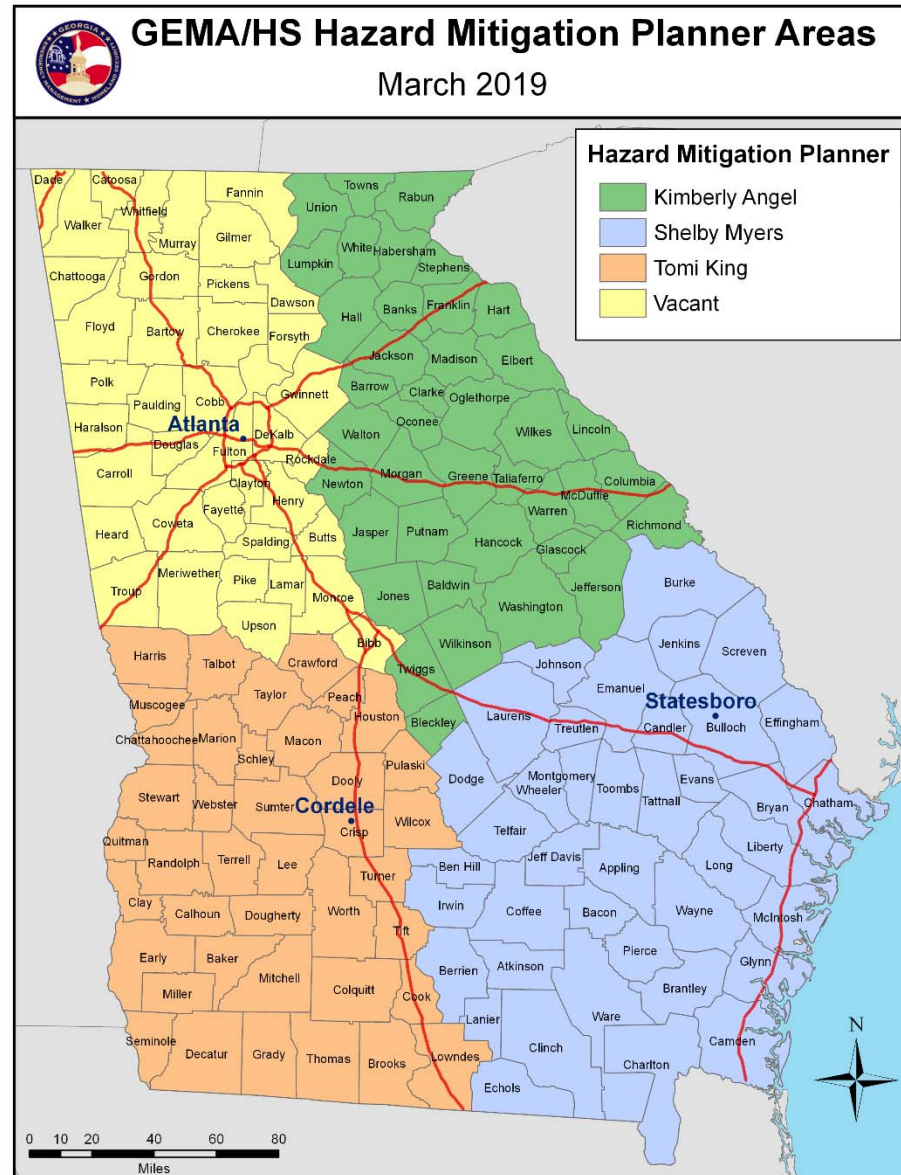 GEMA/HS Hazard Mitigation Planner Areas
March 2019
Hazard Mitigation Planner
Kimberly Angel
Shelby Myers
Tomi King
Vacant
Dade
Catoosa
Whitfield
Fannin
Walker
Murray
Gilmer
Chattooga
Gordon
Pickens
Dawson
Floyd
Bartow
Cherokee
Forsyth
Polk
Paulding
Cobb
Gwinnett
Haralson
Atlanta
DeKalb
Douglas
Fulton
Rockdale
Carroll
Clayton
Henry
Fayette
Coweta
Heard
Spalding
Butts
Troup
Meriwether
Pike
Lamar
Monroe
Upson
Bibb
Towns
Rabun
Union
White
Habersham
Lumpkin
Stephens
Hall
Banks
Franklin
Hart
Jackson
Madison
Elbert
Barrow
Clarke
Oglethorpe
Oconee
Walton
Wilkes
Lincoln
Newton
Morgan
Greene
Taliaferro
Columbia
McDuffie
Warren
Richmond
Jasper
Putnam
Hancock
Glascock
Baldwin
Jefferson
Jones
Washington
Wilkinson
Twiggs
Bleckley
Harris
Talbot
Crawford
Taylor
Peach
Muscogee
Houston
Chattahoochee
Marion
Macon
Schley
Pulaski
Dooly
Stewart
Webster
Sumter
Cordele
Crisp
Wilcox
Quitman
Randolph
Terrell
Lee
Turner
Clay
Calhoun
Dougherty
Worth
Tift
Early
Baker
Mitchell
Miller
Colquitt
Cook
Seminole
Decatur
Grady
Thomas
Brooks
Lowndes
Burke
Jenkins
Screven
Johnson
Emanuel
Statesboro
Laurens
Treutlen
Candler
Bulloch
Effingham
Dodge
Montgomery
Wheeler
Toombs
Evans
Tattnall
Bryan
Chatham
Telfair
Liberty
Ben Hill
Jeff Davis
Appling
Long
Irwin
Coffee
Bacon
Wayne
McIntosh
Pierce
Berrien
Atkinson
Glynn
Brantley
Lanier
Ware
Clinch
Camden
Charlton
Echols
N
0 10 20 40 60 80
Miles